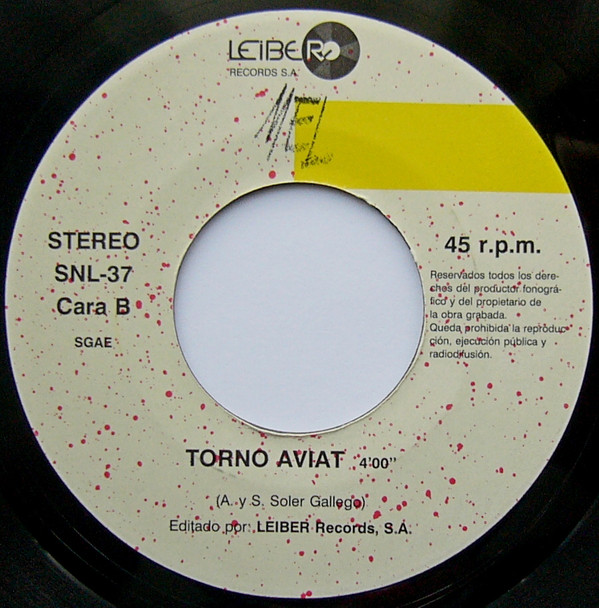 LEIBER
"RECORDS S.A."
STEREO
SNL-37
Cara B
SGAE
45 r.p.m.
Reservados todos los dere-
chos del productor fonográ-
fico y del propietario de
la obra grabada.
Queda prohibida la reproduc-
ción, ejecución pública y
radiodifusión.
TORNO AVIAT 4'00"
(A. y S. Soler Gallego)
Editado por: LEIBER Records, S.A.